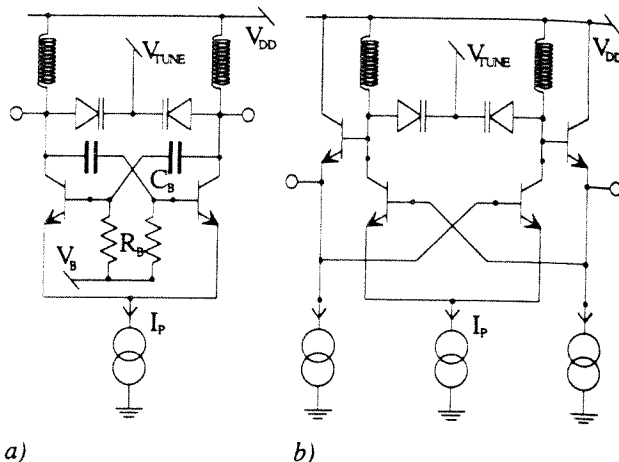 V_DD
V_TUNE
C_B
R_B
V_B
I_P
a)
V_DD
V_TUNE
I_P
b)